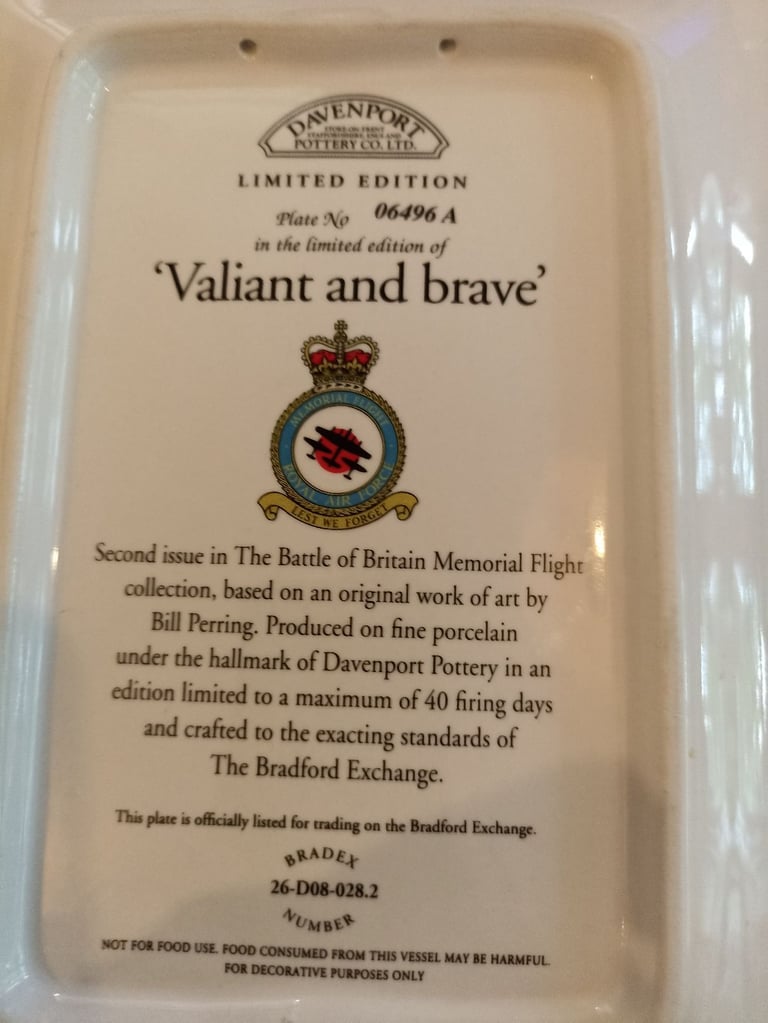 DAVENPORT
STOKE-ON-TRENT
STAFFORDSHIRE, ENGLAND
POTTERY CO. LTD.
LIMITED EDITION
Plate No 06496 A
in the limited edition of
‘Valiant and brave’
MEMORIAL FLIGHT
ROYAL AIR FORCE
LEST WE FORGET
Second issue in The Battle of Britain Memorial Flight
collection, based on an original work of art by
Bill Perring. Produced on fine porcelain
under the hallmark of Davenport Pottery in an
edition limited to a maximum of 40 firing days
and crafted to the exacting standards of
The Bradford Exchange.
This plate is officially listed for trading on the Bradford Exchange.
BRADEX
26-D08-028.2
NUMBER
NOT FOR FOOD USE. FOOD CONSUMED FROM THIS VESSEL MAY BE HARMFUL.
FOR DECORATIVE PURPOSES ONLY